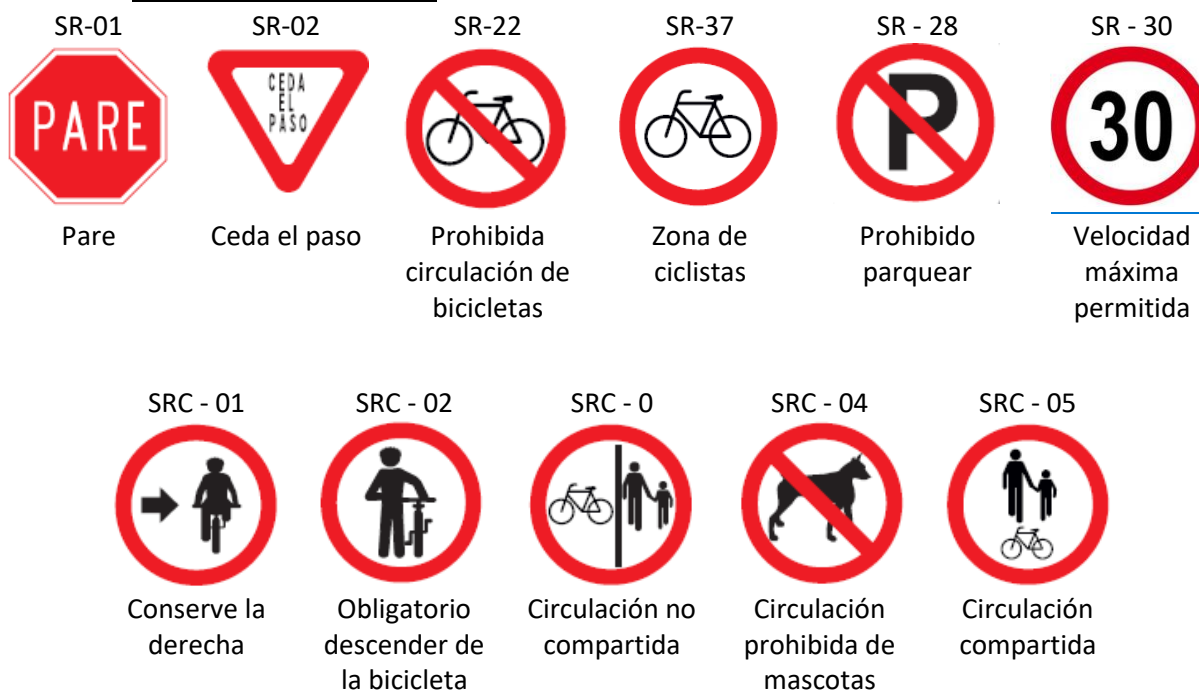 SR-01 SR-02 SR-22 SR-37 SR - 28 SR - 30
PARE
CEDA
EL
PASO
P
30
Pare Ceda el paso Prohibida Zona de Prohibido Velocidad
circulación de ciclistas parquear máxima
bicicletas permitida
SRC - 01 SRC - 02 SRC - 0 SRC - 04 SRC - 05
Conserve la Obligatorio Circulación no Circulación Circulación
derecha descender de compartida prohibida de compartida
la bicicleta mascotas